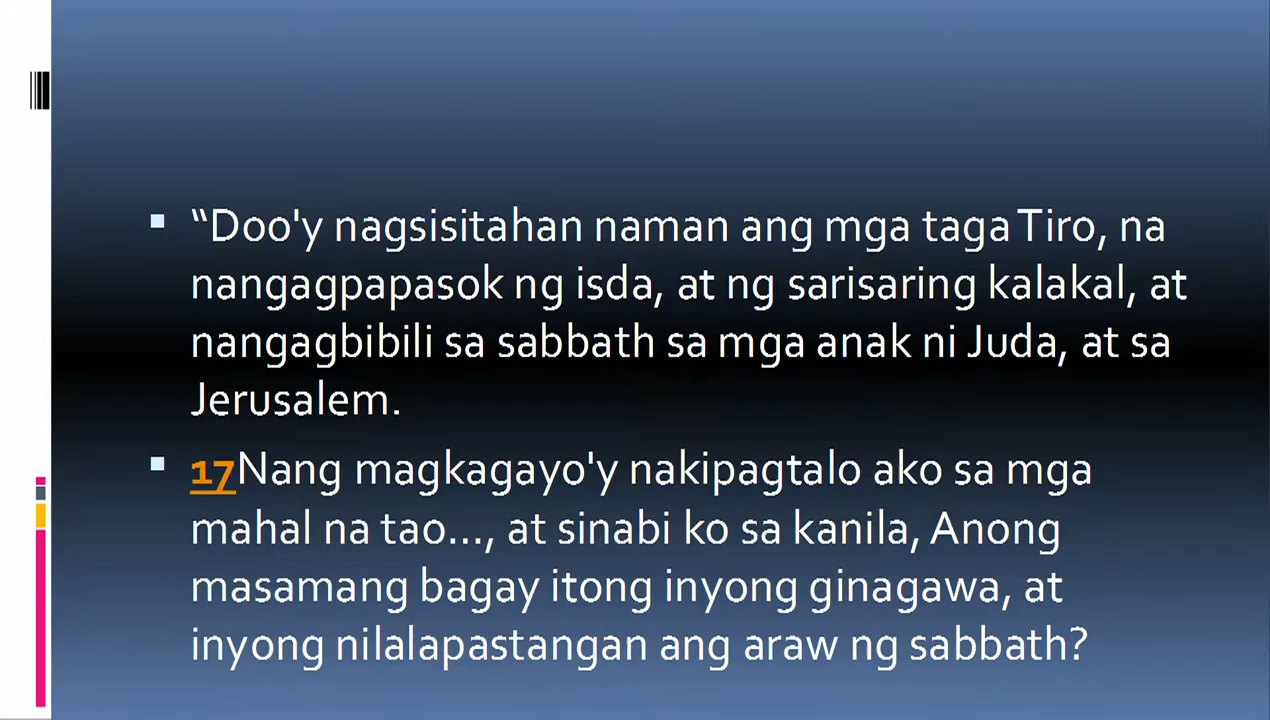 “Doo'y nagsisitahan naman ang mga taga Tiro, na
nangagpapasok ng isda, at ng sarisaring kalakal, at
nangagbibili sa sabbath sa mga anak ni Juda, at sa
Jerusalem.
17Nang magkagayo'y nakipagtalo ako sa mga
mahal na tao…, at sinabi ko sa kanila, Anong
masamang bagay itong inyong ginagawa, at
inyong nilalapastangan ang araw ng sabbath?